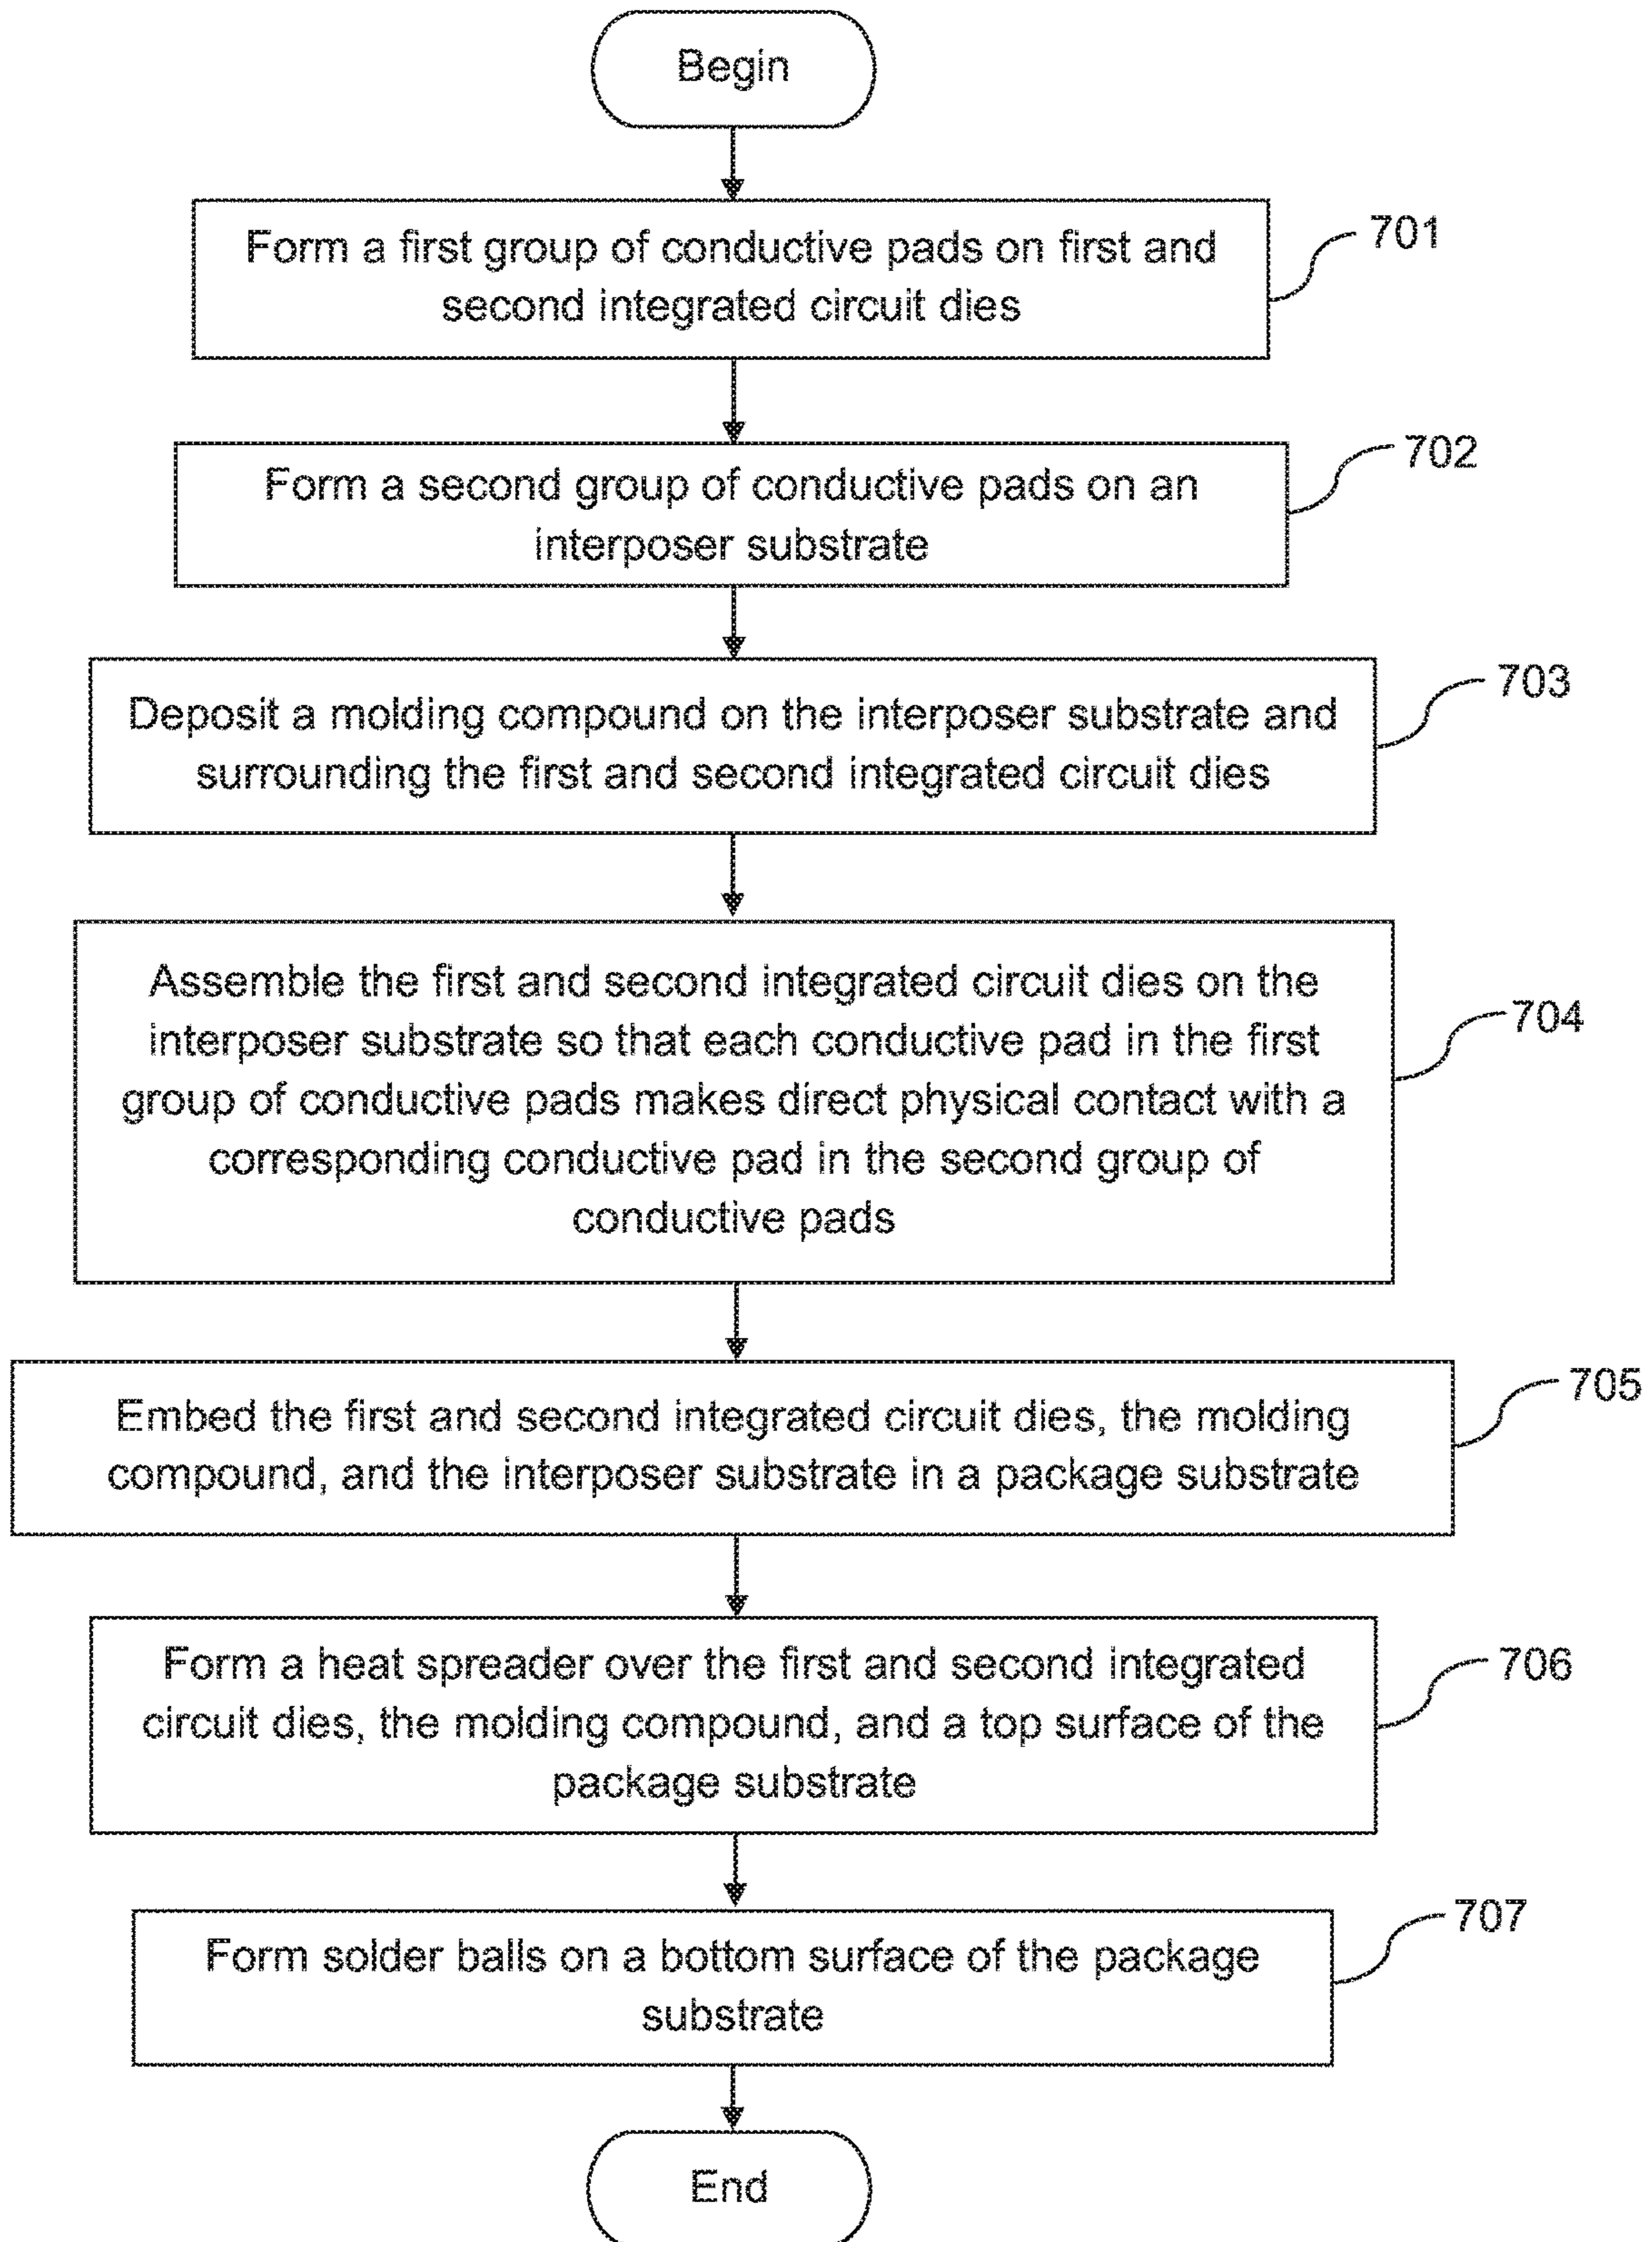 Begin
Form a first group of conductive pads on first and
second integrated circuit dies
701
Form a second group of conductive pads on an
interposer substrate
702
Deposit a molding compound on the interposer substrate and
surrounding the first and second integrated circuit dies
703
Assemble the first and second integrated circuit dies on the
interposer substrate so that each conductive pad in the first
group of conductive pads makes direct physical contact with a
corresponding conductive pad in the second group of
conductive pads
704
Embed the first and second integrated circuit dies, the molding
compound, and the interposer substrate in a package substrate
705
Form a heat spreader over the first and second integrated
circuit dies, the molding compound, and a top surface of the
package substrate
706
Form solder balls on a bottom surface of the package
substrate
707
End